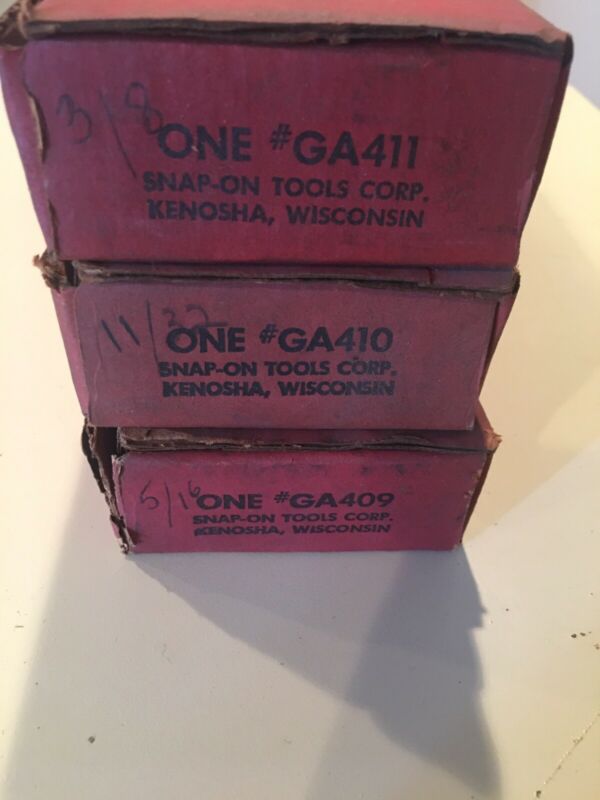 3/8
ONE #GA411
SNAP-ON TOOLS CORP.
KENOSHA, WISCONSIN
11/32
ONE #GA410
SNAP-ON TOOLS CORP.
KENOSHA, WISCONSIN
5/16
ONE #GA409
SNAP-ON TOOLS CORP.
KENOSHA, WISCONSIN